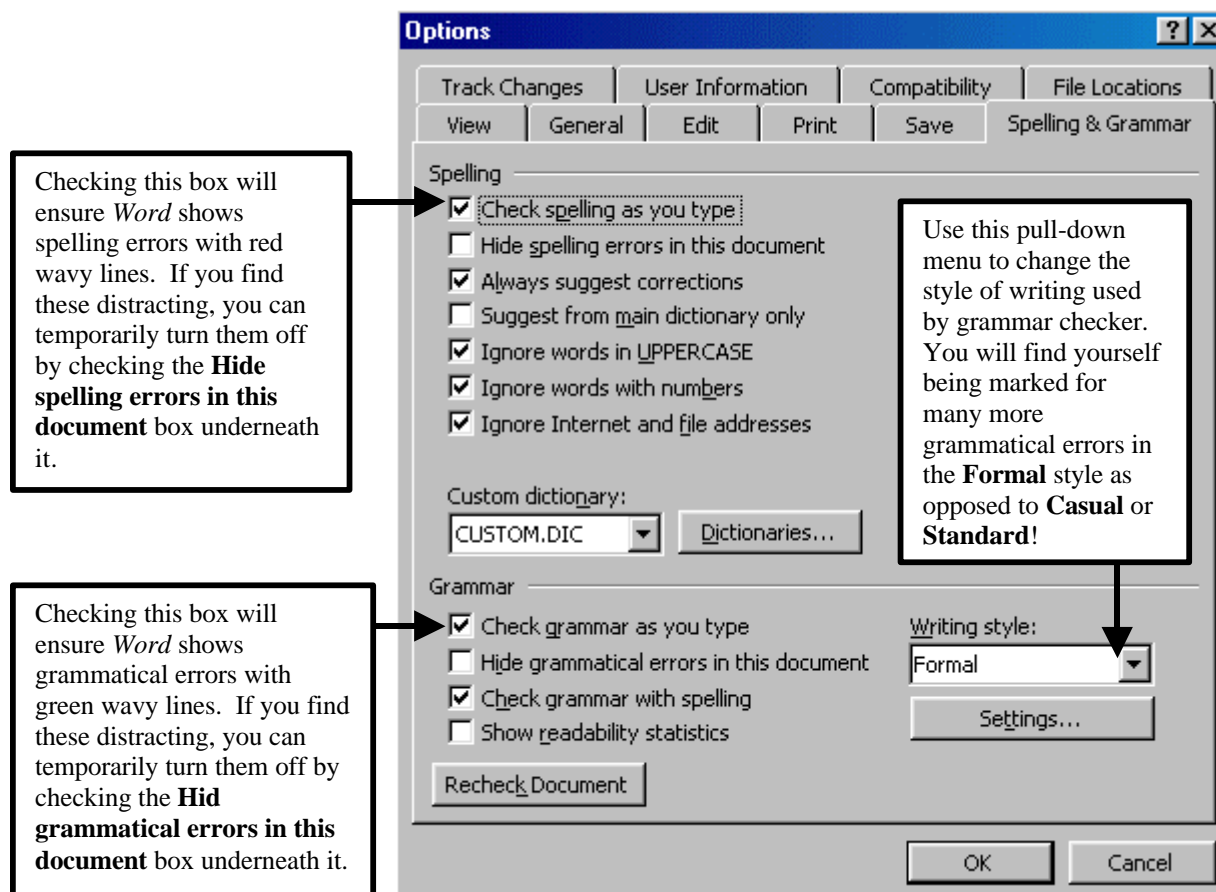 Options
Track Changes User Information Compatibility File Locations
View General Edit Print Save Spelling & Grammar
Checking this box will
ensure Word shows
spelling errors with red
wavy lines. If you find
these distracting, you can
temporarily turn them off
by checking the Hide
spelling errors in this
document box underneath
it.
Spelling
Check spelling as you type
Hide spelling errors in this document
Always suggest corrections
Suggest from main dictionary only
Ignore words in UPPERCASE
Ignore words with numbers
Ignore Internet and file addresses
Custom dictionary:
CUSTOM.DIC Dictionaries...
Use this pull-down
menu to change the
style of writing used
by grammar checker.
You will find yourself
being marked for
many more
grammatical errors in
the Formal style as
opposed to Casual or
Standard!
Checking this box will
ensure Word shows
grammatical errors with
green wavy lines. If you find
these distracting, you can
temporarily turn them off by
checking the Hid
grammatical errors in this
document box underneath it.
Grammar
Check grammar as you type
Hide grammatical errors in this document
Check grammar with spelling
Show readability statistics
Writing style:
Formal
Settings...
Recheck Document
OK Cancel